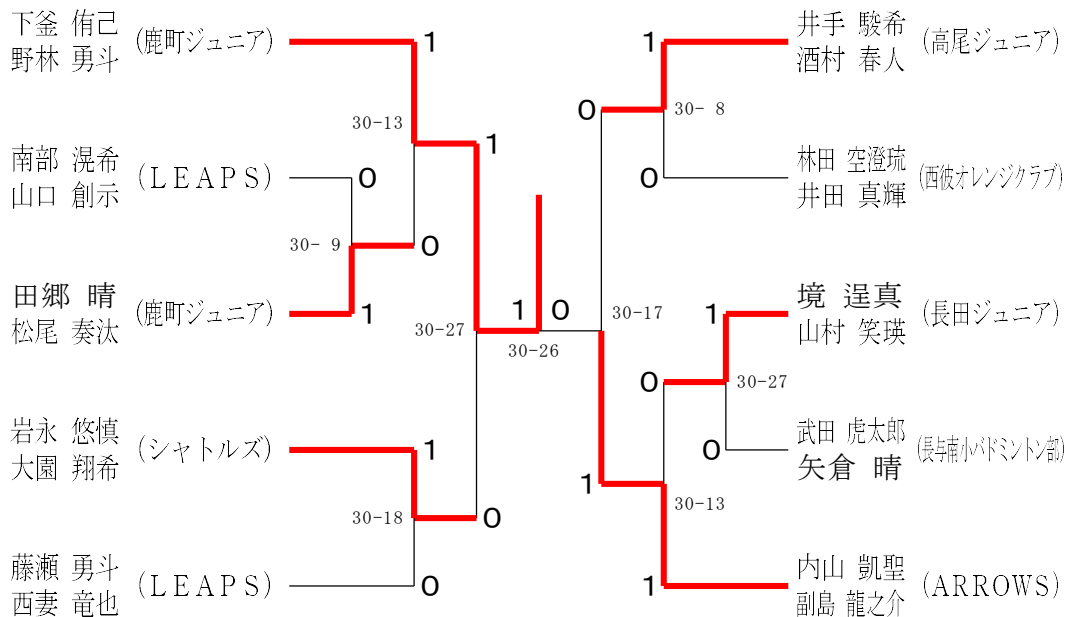 下釜 侑己
野林 勇斗
(鹿町ジュニア)
1
30-13
南部 滉希
山口 創示
(LEAPS)
0
30- 9
0
田郷 晴
松尾 奏汰
(鹿町ジュニア)
1
1
30-27
岩永 悠慎
大園 翔希
(シャトルズ)
1
30-18
0
藤瀬 勇斗
西妻 竜也
(LEAPS)
0
1 0
30-26
井手 駿希
酒村 春人
(高尾ジュニア)
1
0
30- 8
林田 空澄琉
井田 真輝
(西彼オレンジクラブ)
0
30-17
境 逞真
山村 笑瑛
(長田ジュニア)
1
0
30-27
武田 虎太郎
矢倉 晴
(長与南小バドミントン部)
0
1
30-13
内山 凱聖
副島 龍之介
(ARROWS)
1